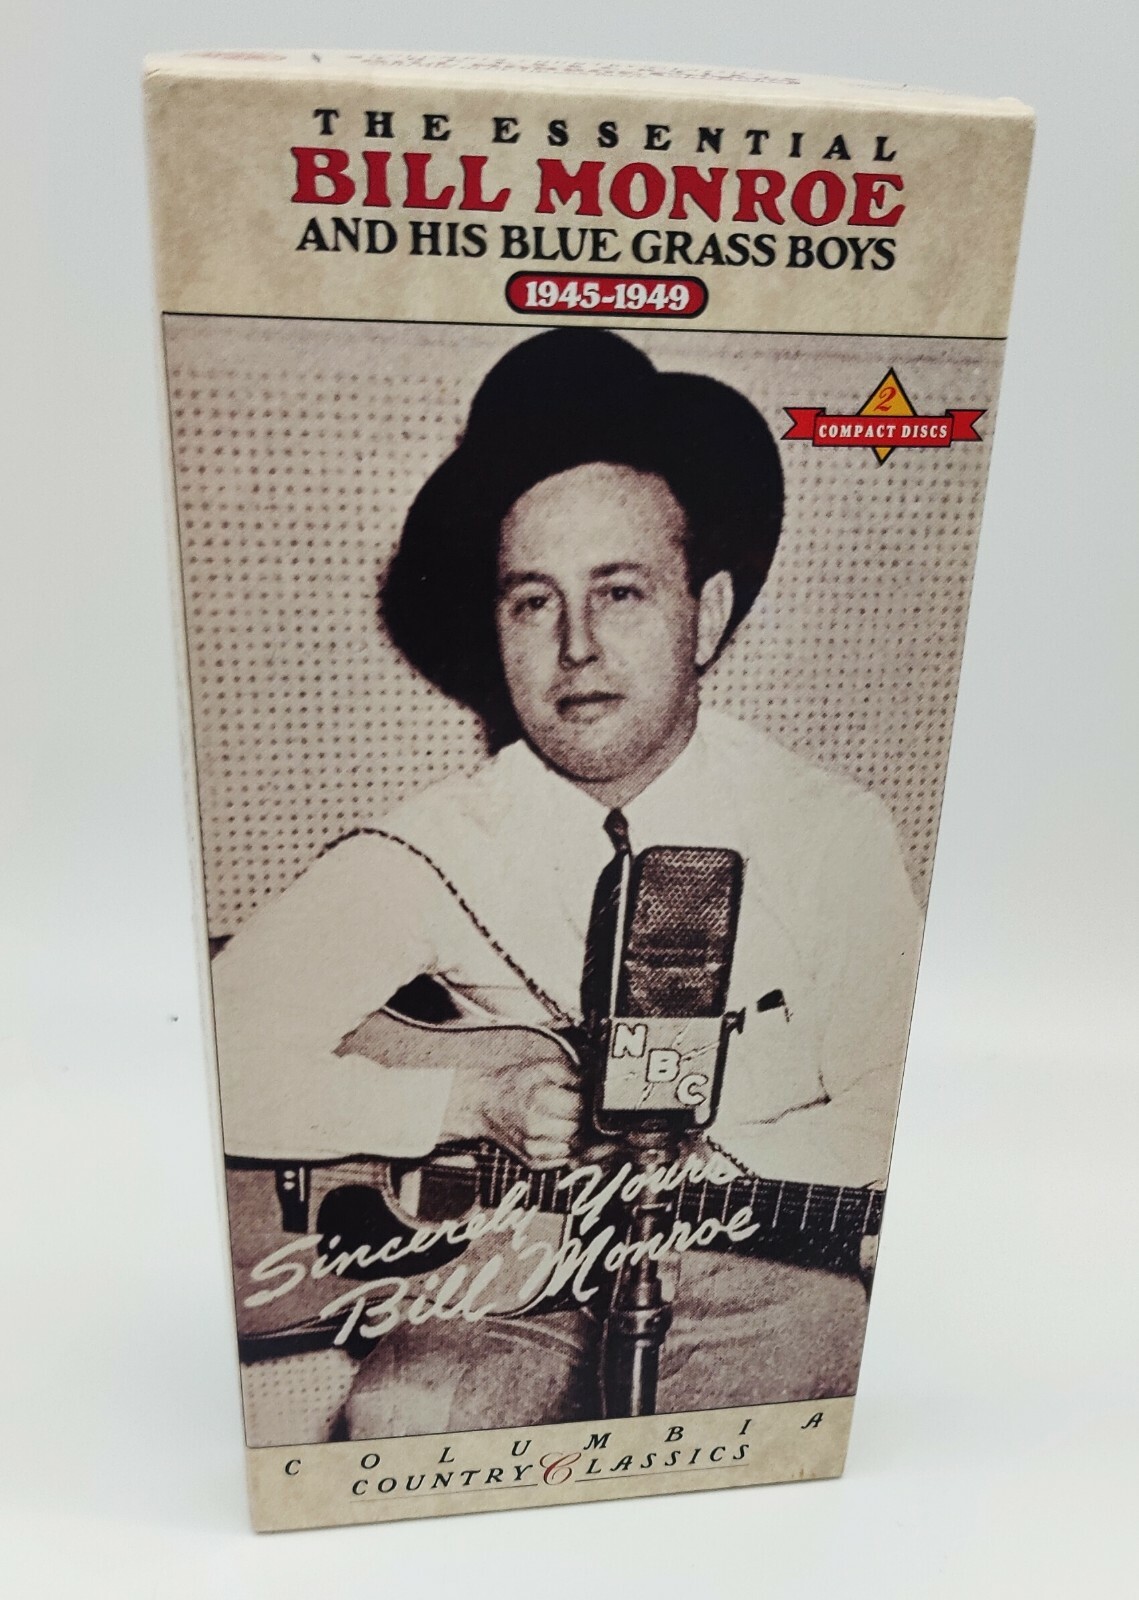 THE ESSENTIAL
BILL MONROE
AND HIS BLUE GRASS BOYS
1945-1949
2
COMPACT DISCS
NBC
Sincerely Yours
Bill Monroe
COLUMBIA
COUNTRY CLASSICS